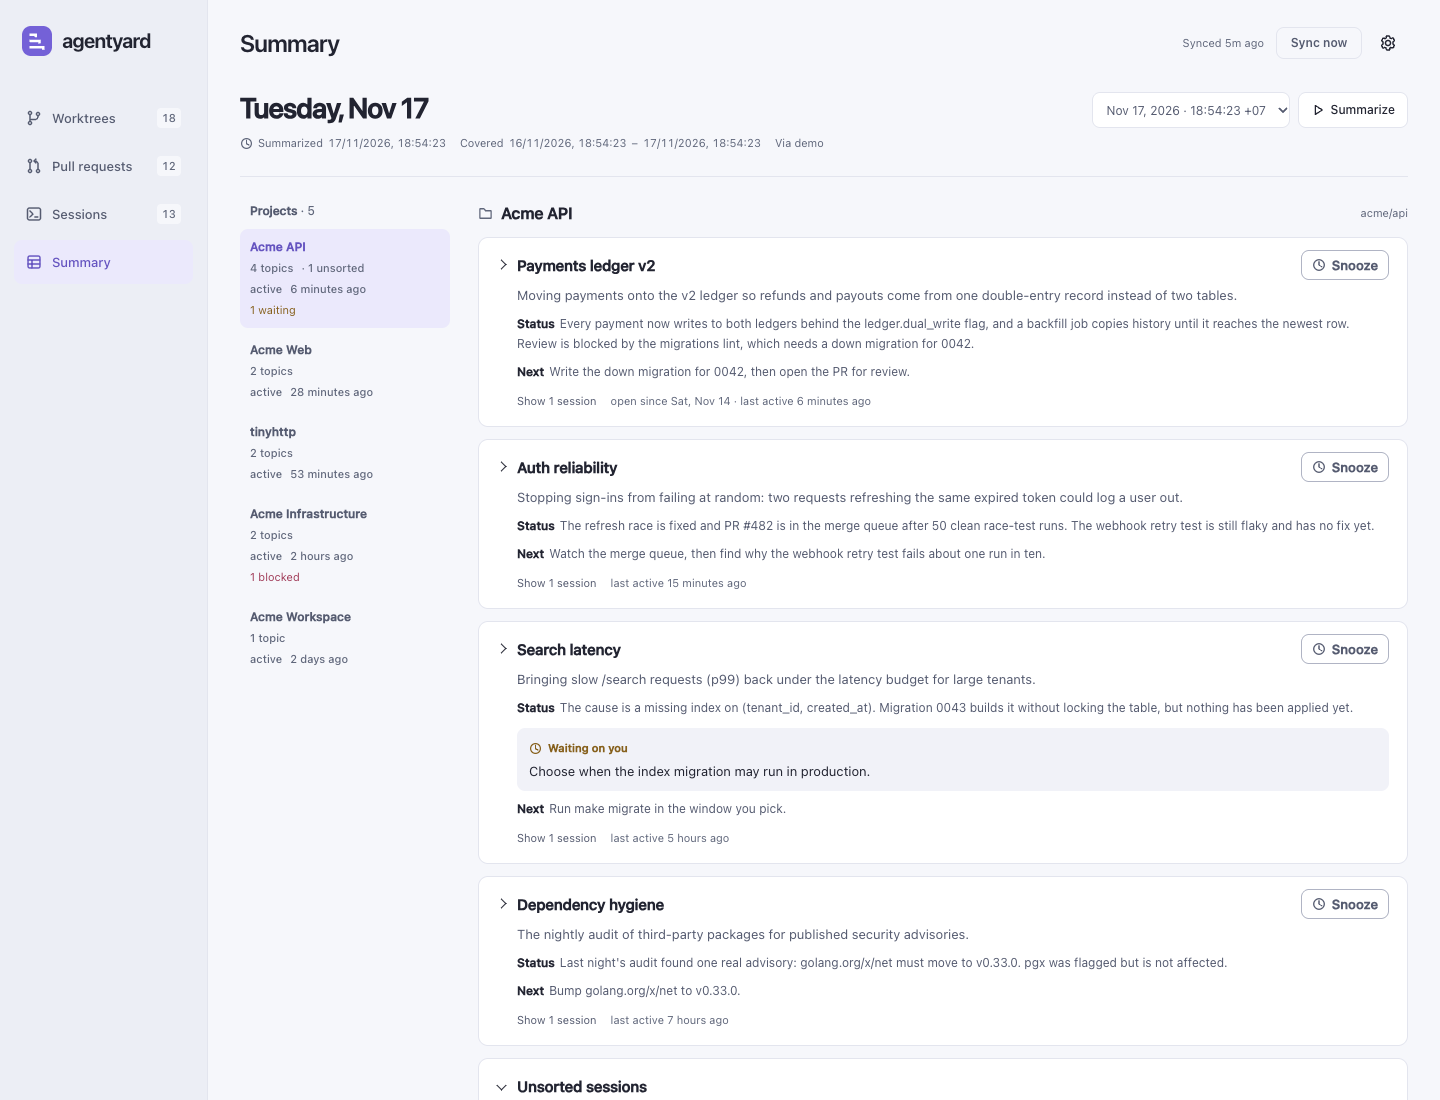 agentyard
Worktrees 18
Pull requests 12
Sessions 13
Summary
Summary
Synced 5m ago
Sync now
Tuesday, Nov 17
Nov 17, 2026 · 18:54:23 +07
Summarize
Summarized 17/11/2026, 18:54:23 Covered 16/11/2026, 18:54:23 – 17/11/2026, 18:54:23 Via demo
Projects · 5
Acme API
4 topics · 1 unsorted
active 6 minutes ago
1 waiting
Acme Web
2 topics
active 28 minutes ago
tinyhttp
2 topics
active 53 minutes ago
Acme Infrastructure
2 topics
active 2 hours ago
1 blocked
Acme Workspace
1 topic
active 2 days ago
Acme API
acme/api
Payments ledger v2
Snooze
Moving payments onto the v2 ledger so refunds and payouts come from one double-entry record instead of two tables.
Status Every payment now writes to both ledgers behind the ledger.dual_write flag, and a backfill job copies history until it reaches the newest row.
Review is blocked by the migrations lint, which needs a down migration for 0042.
Next Write the down migration for 0042, then open the PR for review.
Show 1 session open since Sat, Nov 14 · last active 6 minutes ago
Auth reliability
Snooze
Stopping sign-ins from failing at random: two requests refreshing the same expired token could log a user out.
Status The refresh race is fixed and PR #482 is in the merge queue after 50 clean race-test runs. The webhook retry test is still flaky and has no fix yet.
Next Watch the merge queue, then find why the webhook retry test fails about one run in ten.
Show 1 session last active 15 minutes ago
Search latency
Snooze
Bringing slow /search requests (p99) back under the latency budget for large tenants.
Status The cause is a missing index on (tenant_id, created_at). Migration 0043 builds it without locking the table, but nothing has been applied yet.
Waiting on you
Choose when the index migration may run in production.
Next Run make migrate in the window you pick.
Show 1 session last active 5 hours ago
Dependency hygiene
Snooze
The nightly audit of third-party packages for published security advisories.
Status Last night's audit found one real advisory: golang.org/x/net must move to v0.33.0. pgx was flagged but is not affected.
Next Bump golang.org/x/net to v0.33.0.
Show 1 session last active 7 hours ago
Unsorted sessions